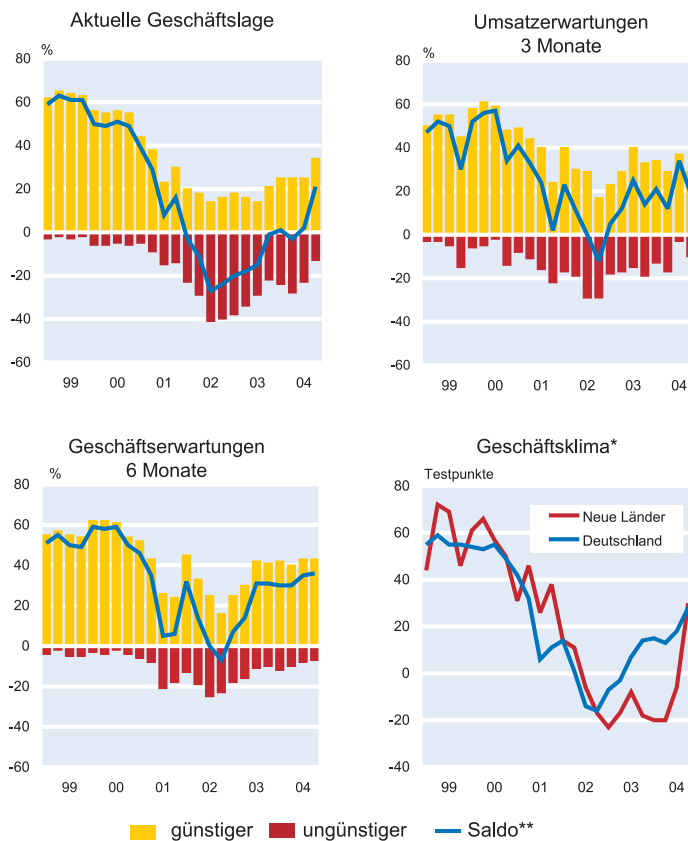 Aktuelle Geschäftslage
%
80
60
40
20
0
-20
-40
-60
99 00 01 02 03 04
Umsatzerwartungen
3 Monate
%
80
60
40
20
0
-20
-40
-60
99 00 01 02 03 04
Geschäftserwartungen
6 Monate
%
80
60
40
20
0
-20
-40
-60
99 00 01 02 03 04
Geschäftsklima*
Testpunkte
80
60
40
20
0
-20
-40
Neue Länder
Deutschland
99 00 01 02 03 04
günstiger ungünstiger Saldo**